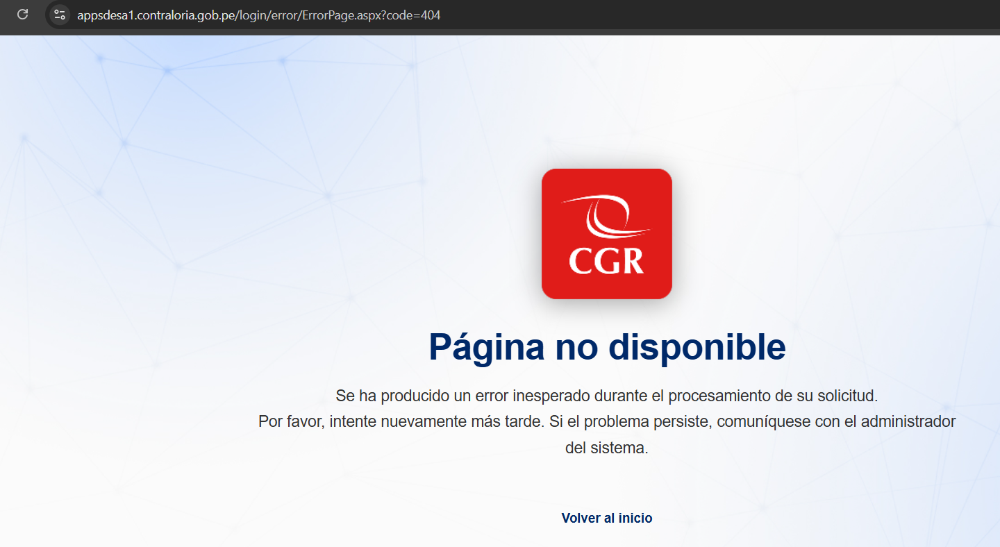 appsdesa1.contraloria.gob.pe/login/error/ErrorPage.aspx?code=404
CGR
Página no disponible
Se ha producido un error inesperado durante el procesamiento de su solicitud.
Por favor, intente nuevamente más tarde. Si el problema persiste, comuníquese con el administrador
del sistema.
Volver al inicio